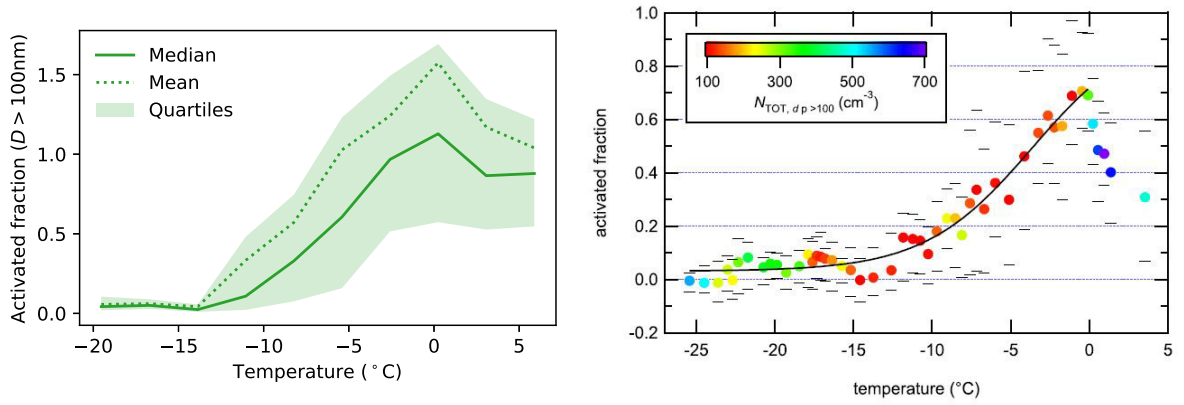 Activated fraction (D > 100nm)
1.5
1.0
0.5
0.0
Median
Mean
Quartiles
−20 −15 −10 −5 0 5
Temperature (°C)
activated fraction
1.0
0.8
0.6
0.4
0.2
0.0
-0.2
100 300 500 700
NTOT, d p >100 (cm-3)
-25 -20 -15 -10 -5 0 5
temperature (°C)